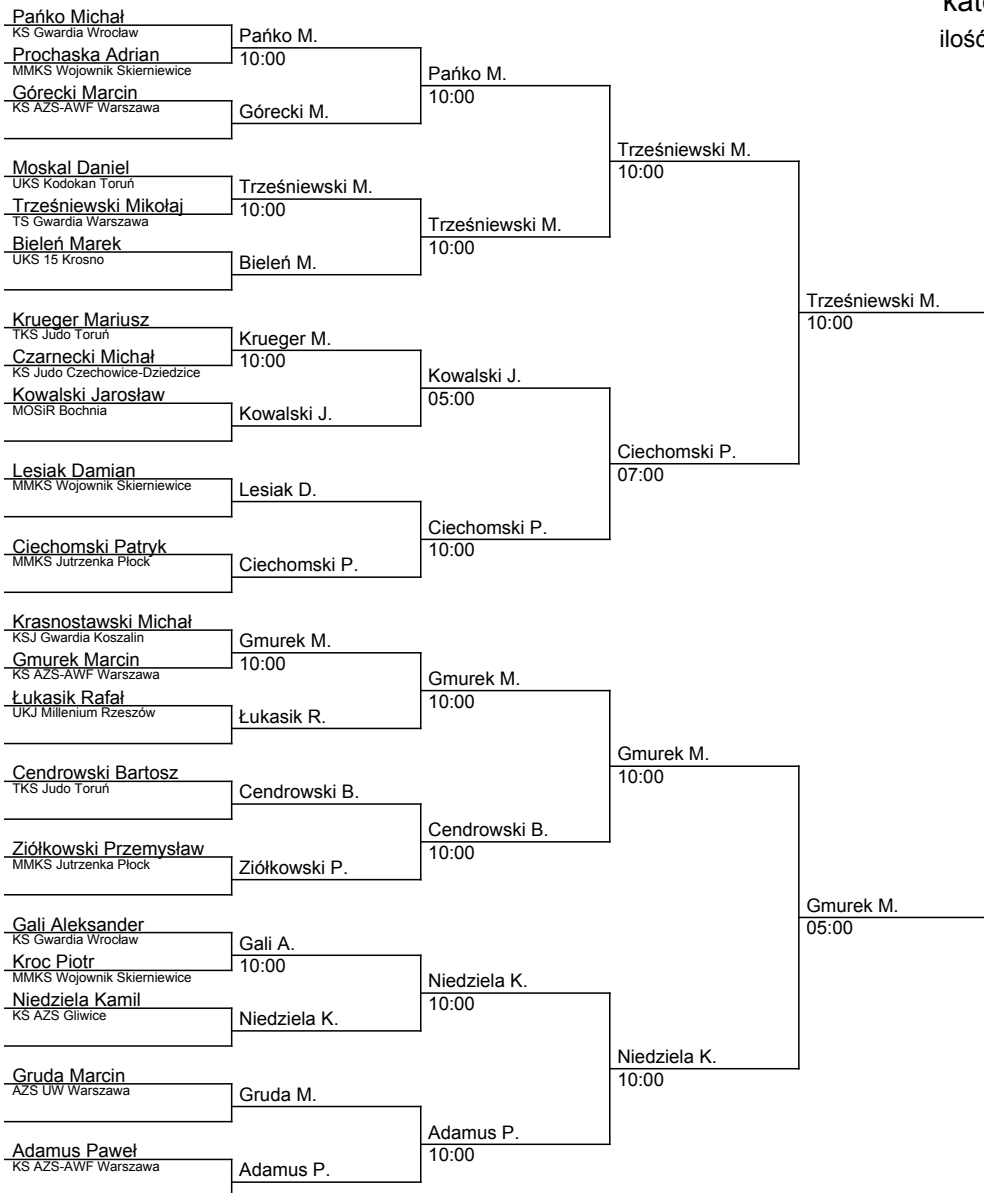 kate
ilość
Pańko Michał
KS Gwardia Wrocław
Prochaska Adrian
MMKS Wojownik Skierniewice
Górecki Marcin
KS AZS-AWF Warszawa
Moskal Daniel
UKS Kodokan Toruń
Trześniewski Mikołaj
TS Gwardia Warszawa
Bieleń Marek
UKS 15 Krosno
Krueger Mariusz
TKS Judo Toruń
Czarnecki Michał
KS Judo Czechowice-Dziedzice
Kowalski Jarosław
MOSiR Bochnia
Lesiak Damian
MMKS Wojownik Skierniewice
Ciechomski Patryk
MMKS Jutrzenka Płock
Krasnostawski Michał
KSJ Gwardia Koszalin
Gmurek Marcin
KS AZS-AWF Warszawa
Łukasik Rafał
UKJ Millenium Rzeszów
Cendrowski Bartosz
TKS Judo Toruń
Ziółkowski Przemysław
MMKS Jutrzenka Płock
Gali Aleksander
KS Gwardia Wrocław
Kroc Piotr
MMKS Wojownik Skierniewice
Niedziela Kamil
KS AZS Gliwice
Gruda Marcin
AZS UW Warszawa
Adamus Paweł
KS AZS-AWF Warszawa
Pańko M.
10:00
Górecki M.
Trześniewski M.
10:00
Bieleń M.
Krueger M.
10:00
Kowalski J.
Lesiak D.
Ciechomski P.
Gmurek M.
10:00
Łukasik R.
Cendrowski B.
Ziółkowski P.
Gali A.
10:00
Niedziela K.
Gruda M.
Adamus P.
Pańko M.
10:00
Trześniewski M.
10:00
Kowalski J.
05:00
Ciechomski P.
10:00
Gmurek M.
10:00
Cendrowski B.
10:00
Niedziela K.
10:00
Adamus P.
10:00
Trześniewski M.
10:00
Ciechomski P.
07:00
Gmurek M.
10:00
Niedziela K.
10:00
Trześniewski M.
10:00
Gmurek M.
05:00